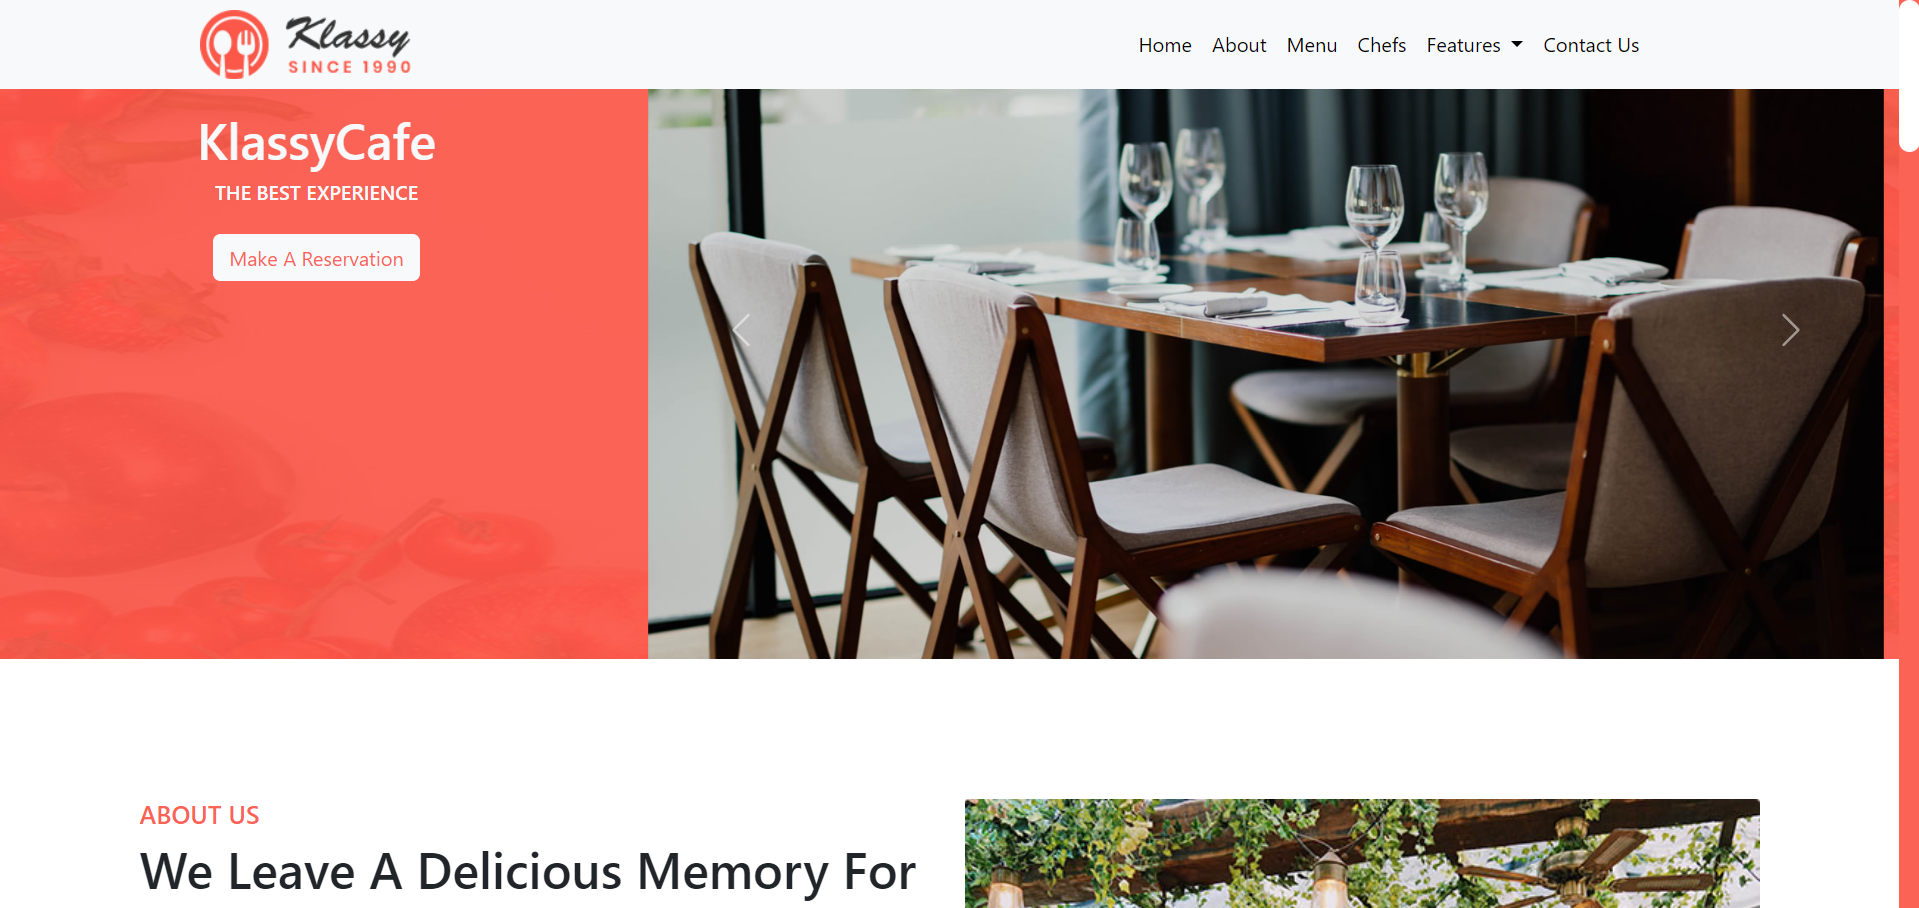 Klassy
SINCE 1990
Home About Menu Chefs Features Contact Us
KlassyCafe
THE BEST EXPERIENCE
Make A Reservation
ABOUT US
We Leave A Delicious Memory For